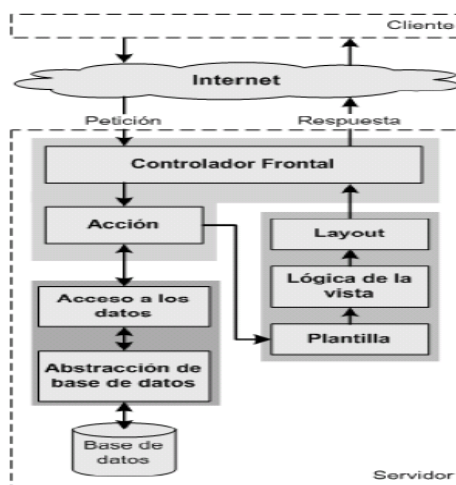 Cliente
Internet
Petición
Respuesta
Controlador Frontal
Acción
Layout
Lógica de la
vista
Plantilla
Acceso a los
datos
Abstracción de
base de datos
Base de
datos
Servidor